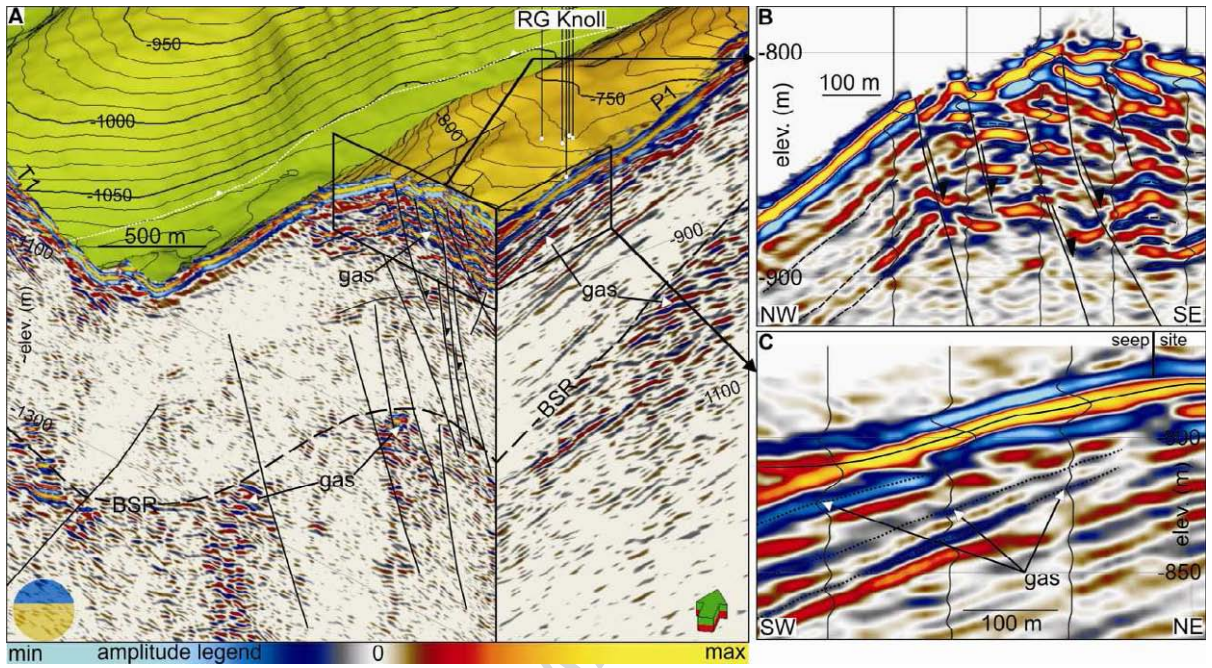 A
RG Knoll
-950
-1000
-1050
-750
-800
P1
T1
-1100
500 m
gas
gas
-900
~elev. (m)
-1300
BSR
BSR
gas
-1100
min amplitude legend 0 max
B
-800
100 m
elev. (m)
-900
NW SE
C
seep site
-800
elev (m)
gas
-850
100 m
SW NE